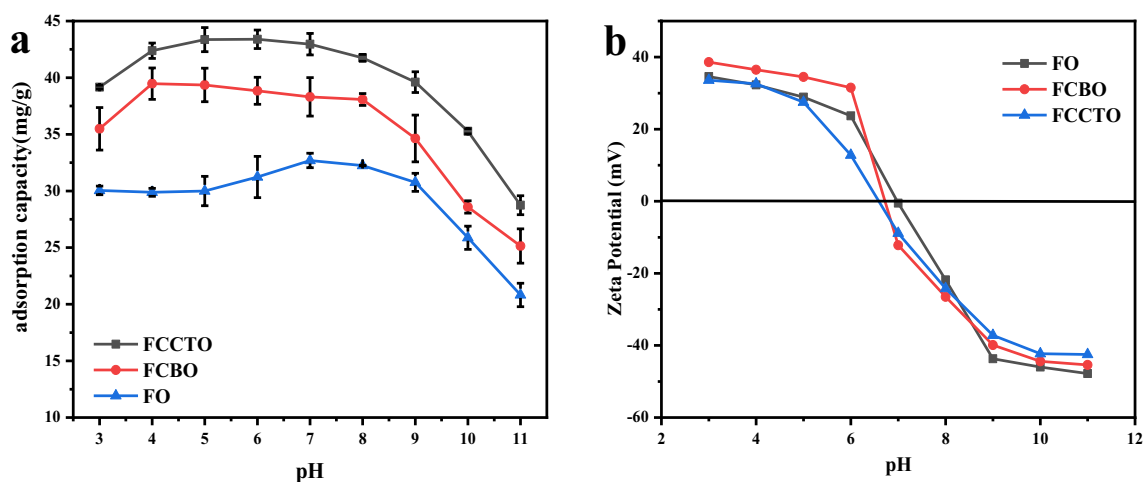 a
adsorption capacity(mg/g)
45
40
35
30
25
20
15
10
FCCTO
FCBO
FO
3 4 5 6 7 8 9 10 11
pH
b
Zeta Potential (mV)
40
20
0
-20
-40
-60
FO
FCBO
FCCTO
2 4 6 8 10 12
pH